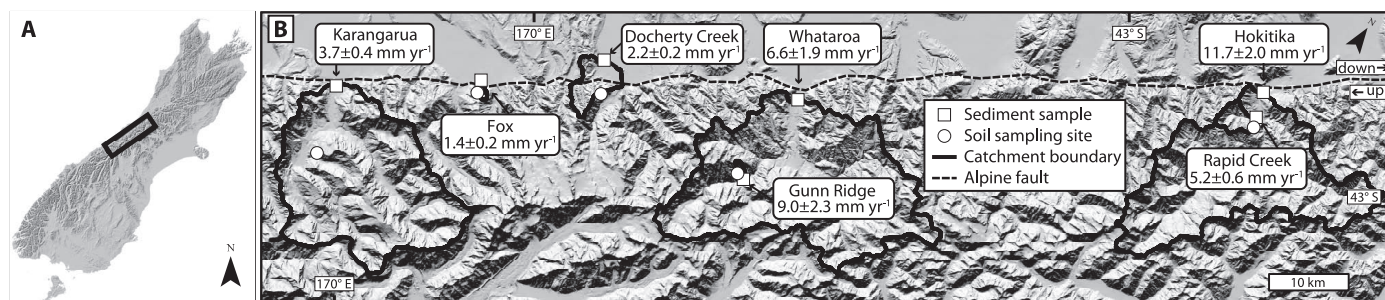 A
N
B
170° E
43° S
N
Karangarua
3.7±0.4 mm yr-1
Docherty Creek
2.2±0.2 mm yr-1
Whataroa
6.6±1.9 mm yr-1
Hokitika
11.7±2.0 mm yr-1
down→
←up
Fox
1.4±0.2 mm yr-1
Sediment sample
Soil sampling site
Catchment boundary
Alpine fault
Gunn Ridge
9.0±2.3 mm yr-1
Rapid Creek
5.2±0.6 mm yr-1
43° S
170° E
10 km